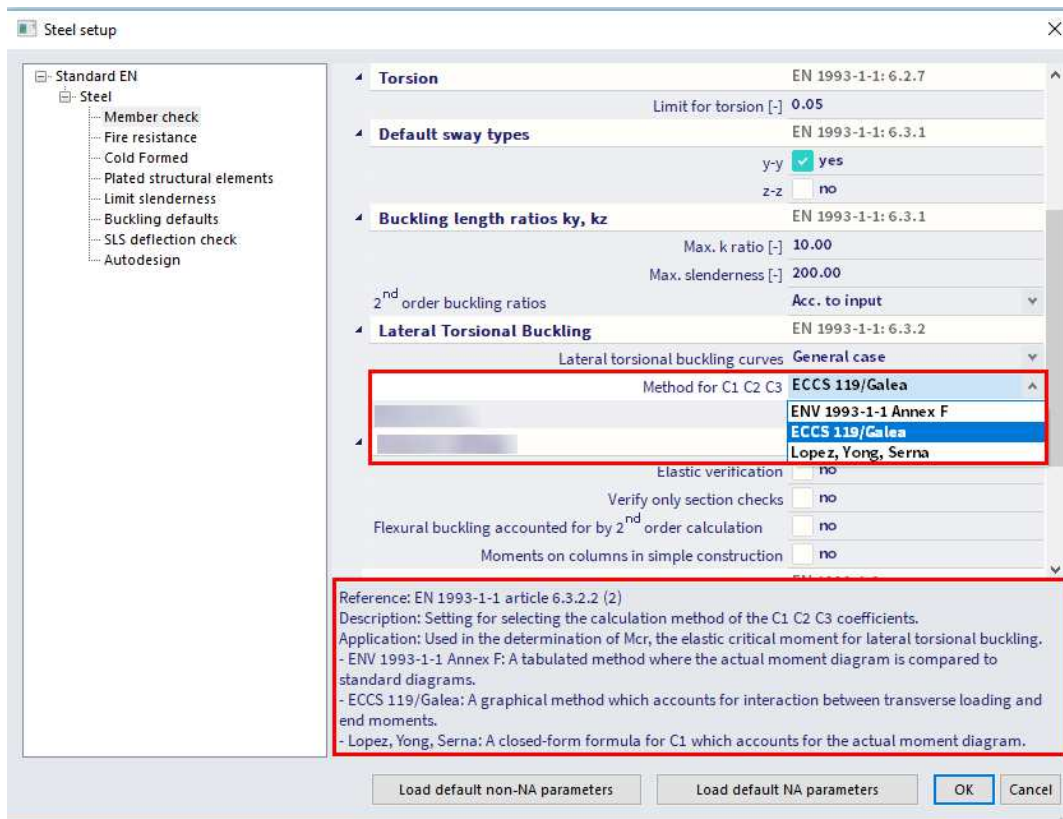 Steel setup
Standard EN
Steel
Member check
Fire resistance
Cold Formed
Plated structural elements
Limit slenderness
Buckling defaults
SLS deflection check
Autodesign
Torsion EN 1993-1-1: 6.2.7
Limit for torsion [-] 0.05
Default sway types EN 1993-1-1: 6.3.1
y-y yes
z-z no
Buckling length ratios ky, kz EN 1993-1-1: 6.3.1
Max. k ratio [-] 10.00
Max. slenderness [-] 200.00
2nd order buckling ratios Acc. to input
Lateral Torsional Buckling EN 1993-1-1: 6.3.2
Lateral torsional buckling curves General case
Method for C1 C2 C3 ECCS 119/Galea
ENV 1993-1-1 Annex F
ECCS 119/Galea
Lopez, Yong, Serna
Elastic verification no
Verify only section checks no
Flexural buckling accounted for by 2nd order calculation no
Moments on columns in simple construction no
Reference: EN 1993-1-1 article 6.3.2.2 (2)
Description: Setting for selecting the calculation method of the C1 C2 C3 coefficients.
Application: Used in the determination of Mcr, the elastic critical moment for lateral torsional buckling.
- ENV 1993-1-1 Annex F: A tabulated method where the actual moment diagram is compared to
standard diagrams.
- ECCS 119/Galea: A graphical method which accounts for interaction between transverse loading and
end moments.
- Lopez, Yong, Serna: A closed-form formula for C1 which accounts for the actual moment diagram.
Load default non-NA parameters Load default NA parameters OK Cancel